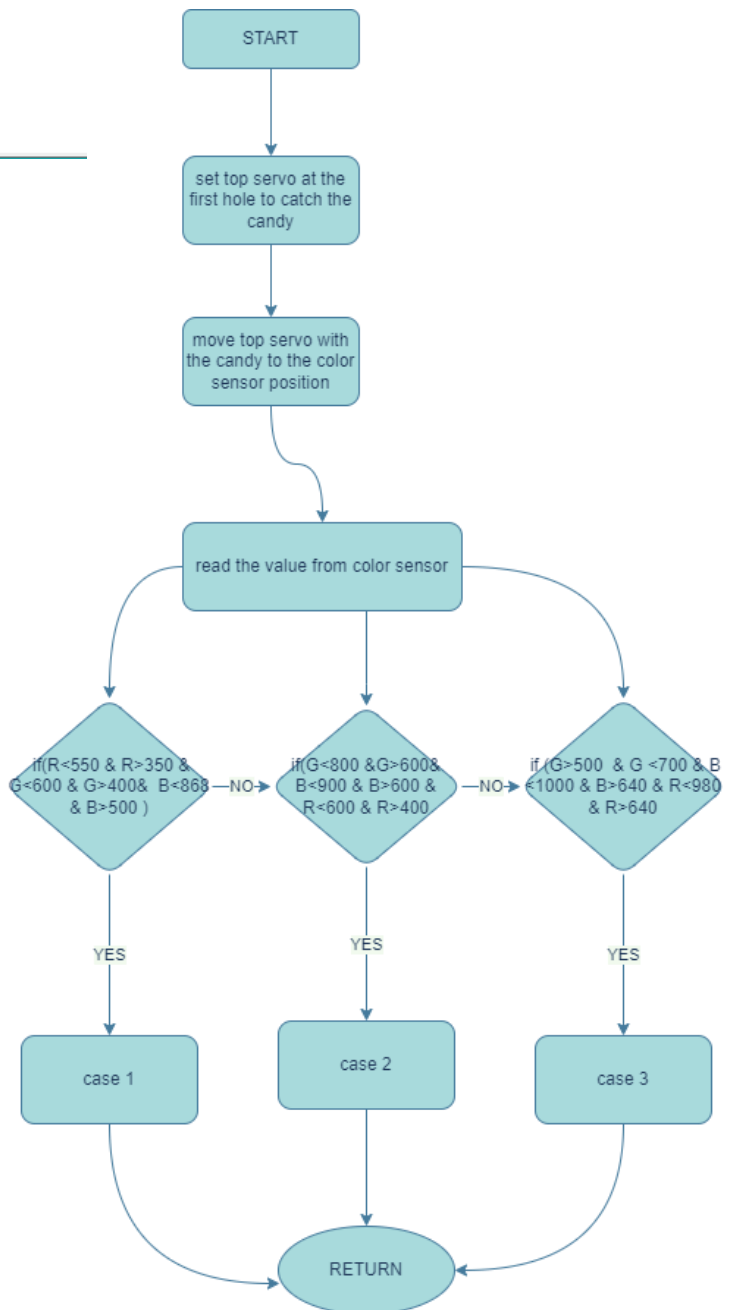 START
set top servo at the
first hole to catch the
candy
move top servo with
the candy to the color
sensor position
read the value from color sensor
if(R<550 & R>350 &
G<600 & G>400& B<868
& B>500 )
NO
if(G<800 &G>600&
B<900 & B>600 &
R<600 & R>400
NO
if (G>500 & G <700 & B
<1000 & B>640 & R<980
& R>640
YES
YES
YES
case 1
case 2
case 3
RETURN